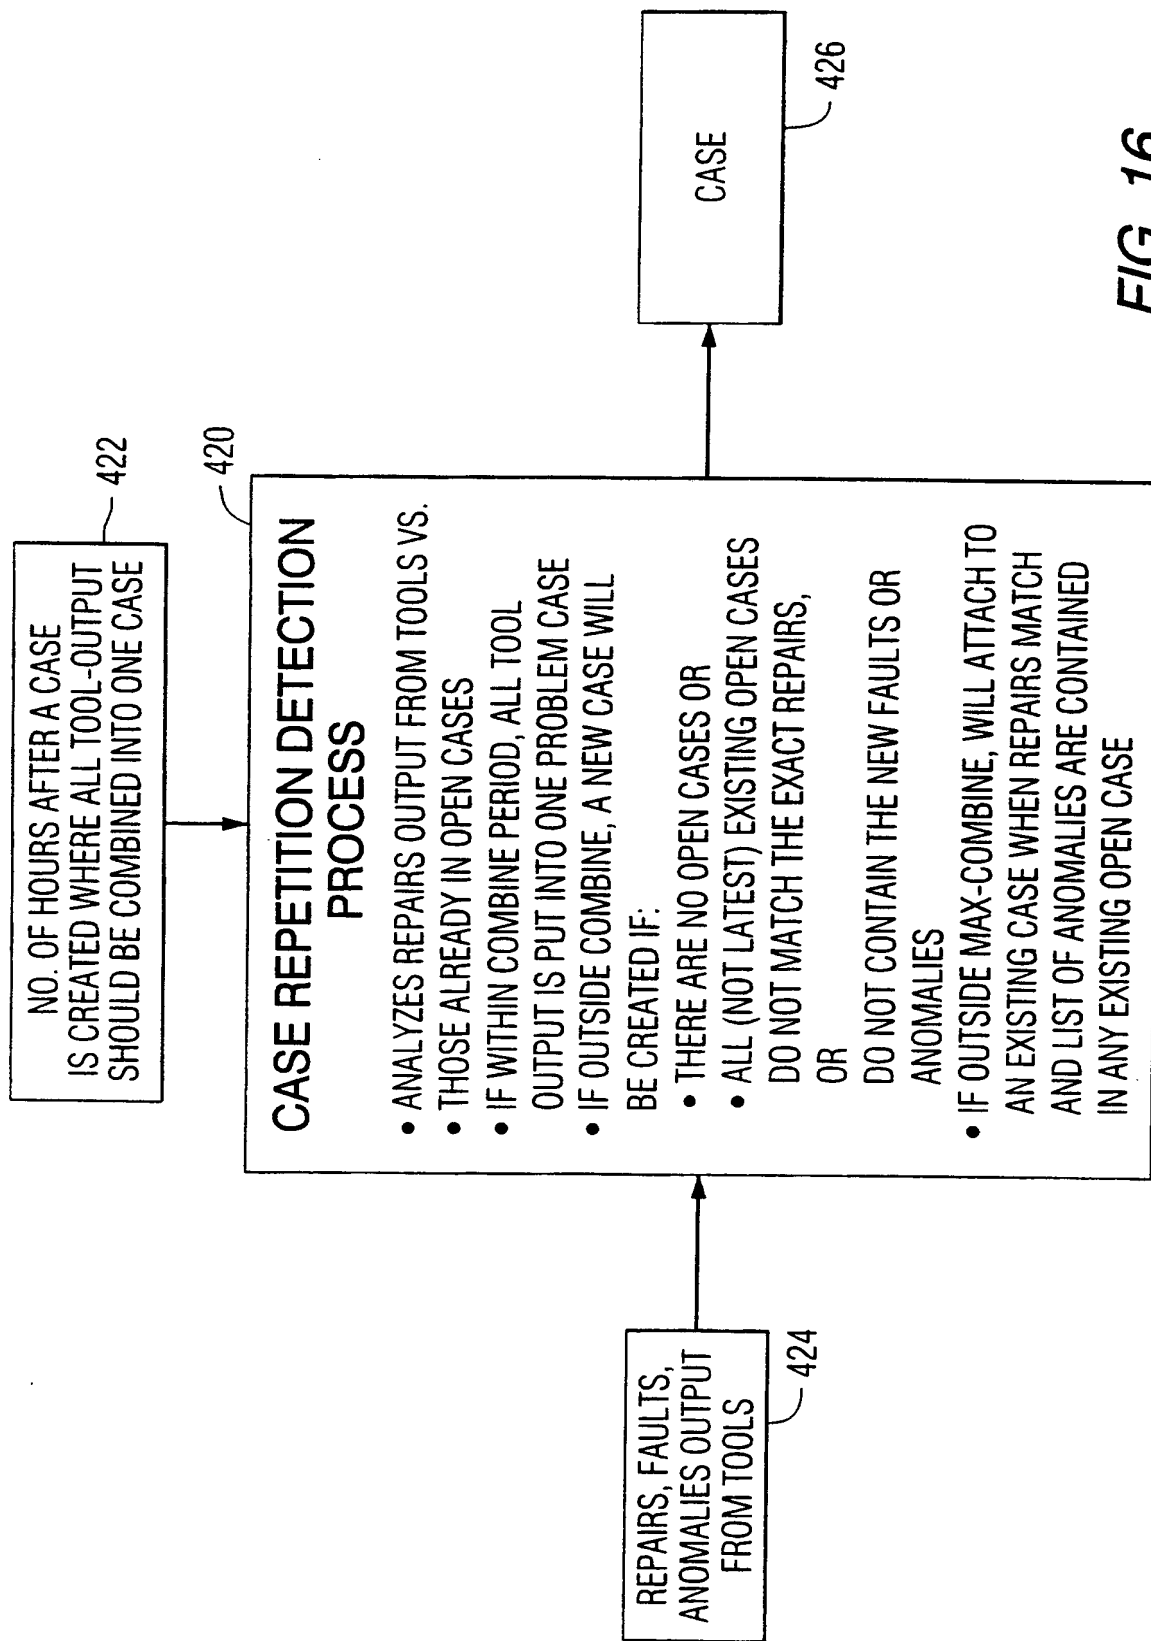 NO. OF HOURS AFTER A CASE
IS CREATED WHERE ALL TOOL-OUTPUT
SHOULD BE COMBINED INTO ONE CASE
422
420
CASE REPETITION DETECTION
PROCESS
• ANALYZES REPAIRS OUTPUT FROM TOOLS VS.
• THOSE ALREADY IN OPEN CASES
• IF WITHIN COMBINE PERIOD, ALL TOOL
OUTPUT IS PUT INTO ONE PROBLEM CASE
• IF OUTSIDE COMBINE, A NEW CASE WILL
BE CREATED IF:
• THERE ARE NO OPEN CASES OR
• ALL (NOT LATEST) EXISTING OPEN CASES
DO NOT MATCH THE EXACT REPAIRS,
OR
DO NOT CONTAIN THE NEW FAULTS OR
ANOMALIES
• IF OUTSIDE MAX-COMBINE, WILL ATTACH TO
AN EXISTING CASE WHEN REPAIRS MATCH
AND LIST OF ANOMALIES ARE CONTAINED
IN ANY EXISTING OPEN CASE
REPAIRS, FAULTS,
ANOMALIES OUTPUT
FROM TOOLS
424
CASE
426
FIG. 16